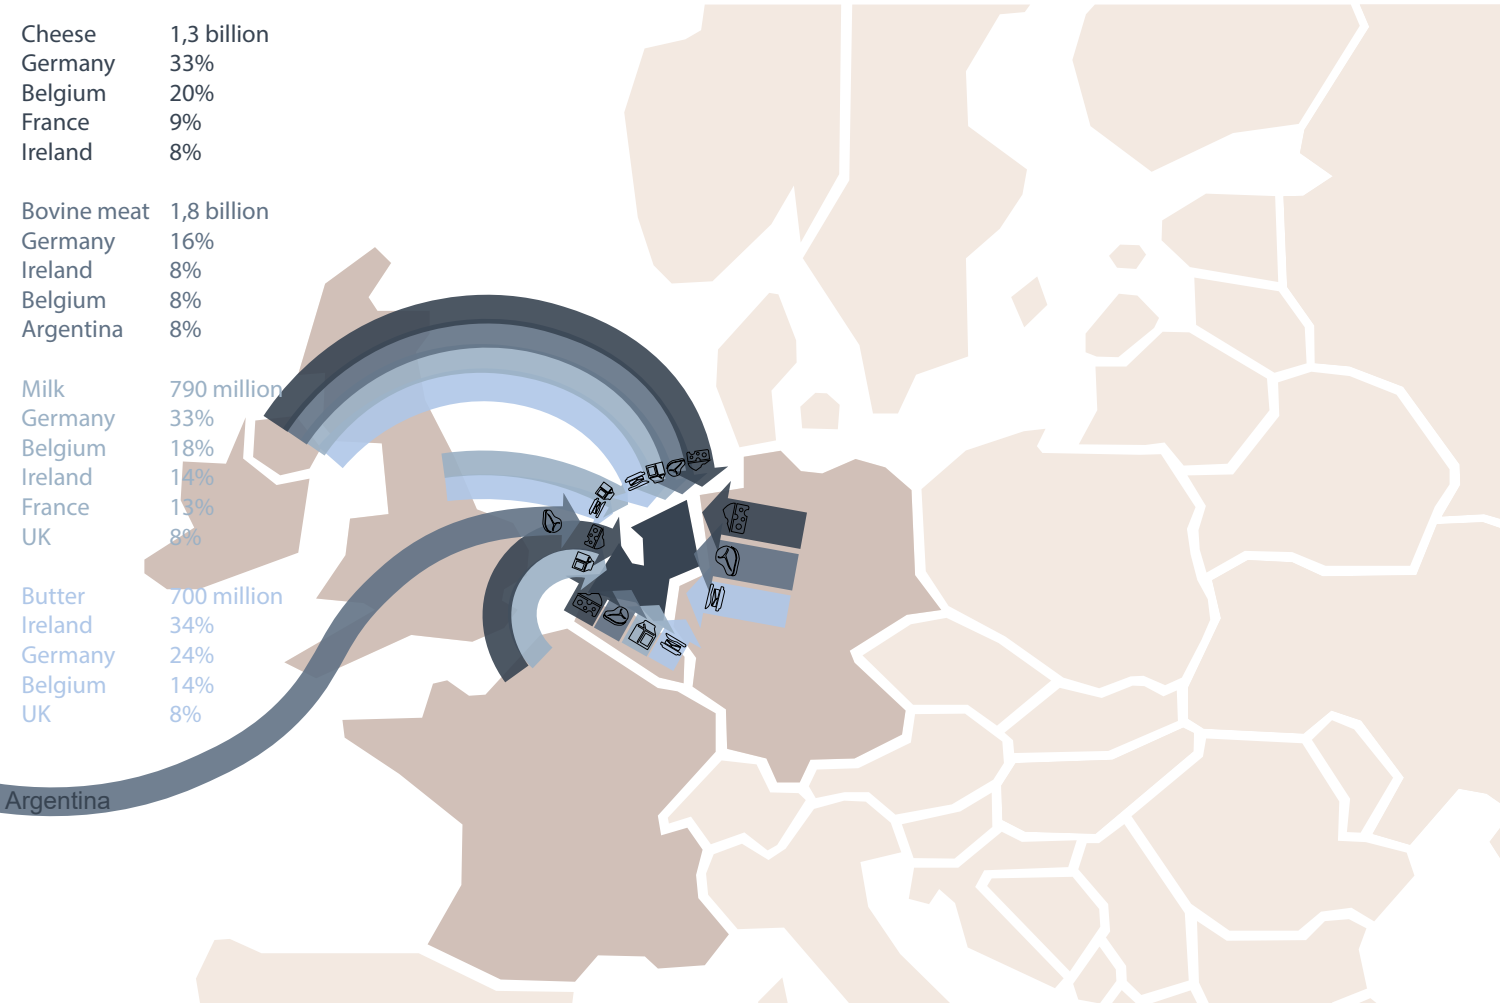 Cheese 1,3 billion
Germany 33%
Belgium 20%
France 9%
Ireland 8%
Bovine meat 1,8 billion
Germany 16%
Ireland 8%
Belgium 8%
Argentina 8%
Milk 790 million
Germany 33%
Belgium 18%
Ireland 14%
France 13%
UK 8%
Butter 700 million
Ireland 34%
Germany 24%
Belgium 14%
UK 8%
Argentina